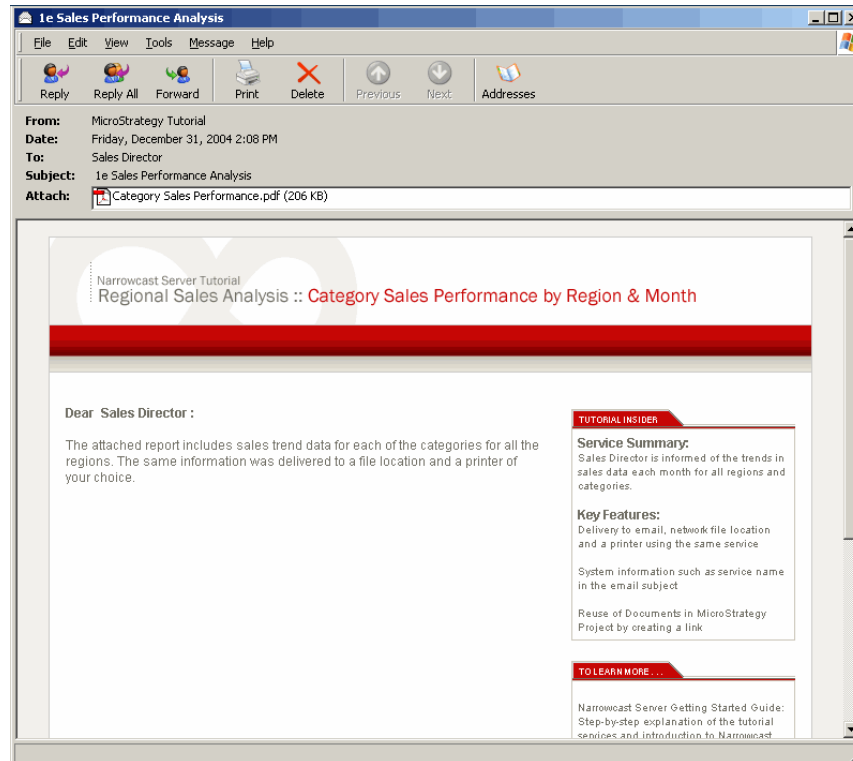 1e Sales Performance Analysis
File Edit View Tools Message Help
Reply Reply All Forward Print Delete Previous Next Addresses
From: MicroStrategy Tutorial
Date: Friday, December 31, 2004 2:08 PM
To: Sales Director
Subject: 1e Sales Performance Analysis
Attach: Category Sales Performance.pdf (206 KB)
Narrowcast Server Tutorial
Regional Sales Analysis :: Category Sales Performance by Region & Month
Dear Sales Director :
The attached report includes sales trend data for each of the categories for all the
regions. The same information was delivered to a file location and a printer of
your choice.
TUTORIAL INSIDER
Service Summary:
Sales Director is informed of the trends in
sales data each month for all regions and
categories.
Key Features:
Delivery to email, network file location
and a printer using the same service
System information such as service name
in the email subject
Reuse of Documents in MicroStrategy
Project by creating a link
TO LEARN MORE . . .
Narrowcast Server Getting Started Guide:
Step-by-step explanation of the tutorial
services and introduction to Narrowcast